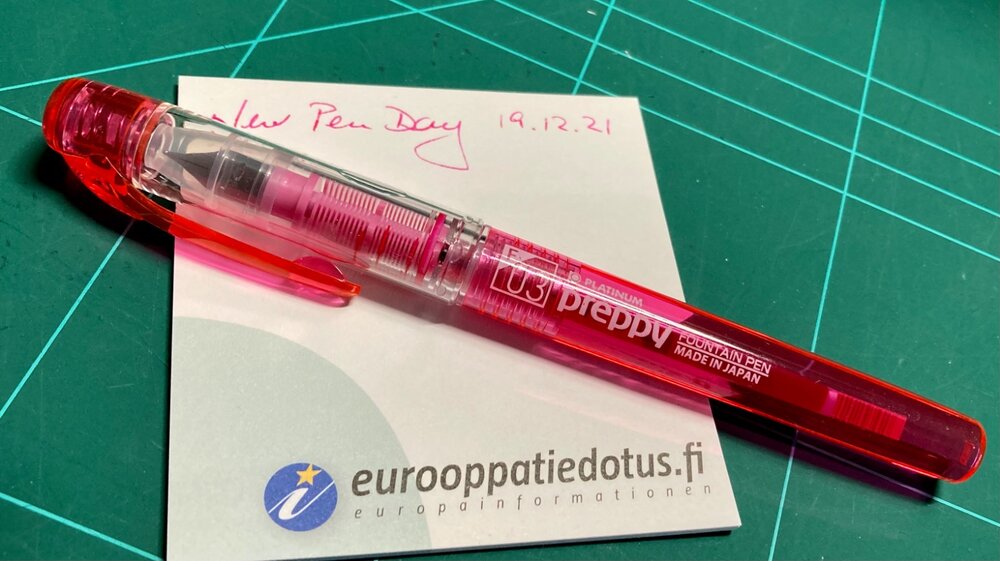 New Pen Day 19.12.21
03
PLATINUM
preppy
FOUNTAIN PEN
MADE IN JAPAN
i
eurooppatiedotus.fi
europainformationen